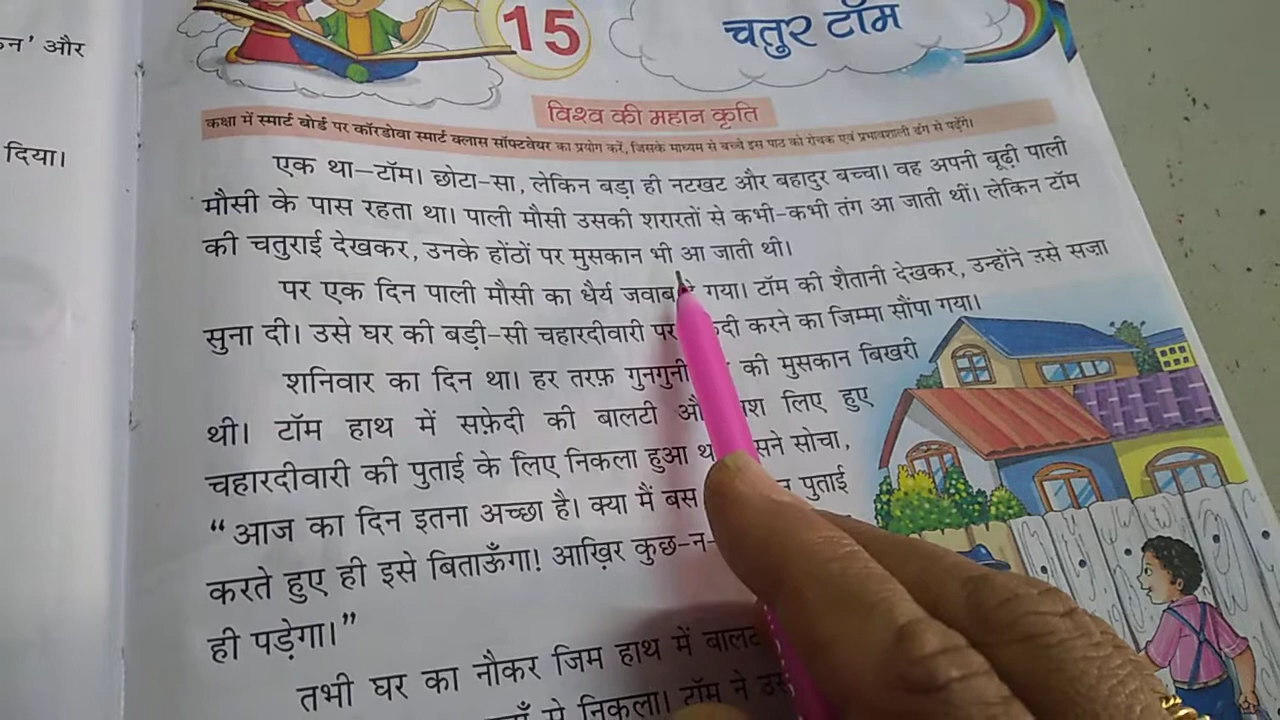 न' और
दिया।
15
चतुर टॉम
विश्व की महान कृति
कक्षा में स्मार्ट बोर्ड पर कॉरडोवा स्मार्ट क्लास सॉफ्टवेयर का प्रयोग करें, जिसके माध्यम से बच्चे इस पाठ को रोचक एवं प्रभावशाली ढंग से पढ़ेंगे।
एक था—टॉम। छोटा-सा, लेकिन बड़ा ही नटखट और बहादुर बच्चा। वह अपनी बूढ़ी पाली
मौसी के पास रहता था। पाली मौसी उसकी शरारतों से कभी-कभी तंग आ जाती थीं। लेकिन टॉम
की चतुराई देखकर, उनके होंठों पर मुसकान भी आ जाती थी।
पर एक दिन पाली मौसी का धैर्य जवाब गया। टॉम की शैतानी देखकर, उन्होंने उसे सज़ा
सुना दी। उसे घर की बड़ी-सी चहारदीवारी पर करने का जिम्मा सौंपा गया।
शनिवार का दिन था। हर तरफ़ गुनगुनी की मुसकान बिखरी
थी। टॉम हाथ में सफ़ेदी की बालटी लिए हुए
चहारदीवारी की पुताई के लिए निकला हुआ सोचा,
“आज का दिन इतना अच्छा है। क्या मैं बस पुताई
करते हुए ही इसे बिताऊँगा! आख़िर कुछ-न-
ही पड़ेगा।”
तभी घर का नौकर जिम हाथ में
से निकला। टॉम ने